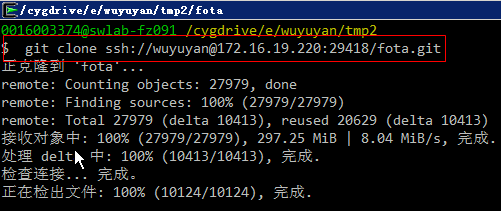 /cygdrive/e/wuyuyan/tmp2/fota
0016003374@swlab-fz091 /cygdrive/e/wuyuyan/tmp2
$ git clone ssh://wuyuyan@172.16.19.220:29418/fota.git
正克隆到 'fota'...
remote: Counting objects: 27979, done
remote: Finding sources: 100% (27979/27979)
remote: Total 27979 (delta 10413), reused 20629 (delta 10413)
接收对象中: 100% (27979/27979), 297.25 MiB | 8.04 MiB/s, 完成.
处理 delta 中: 100% (10413/10413), 完成.
检查连接... 完成。
正在检出文件: 100% (10124/10124), 完成.